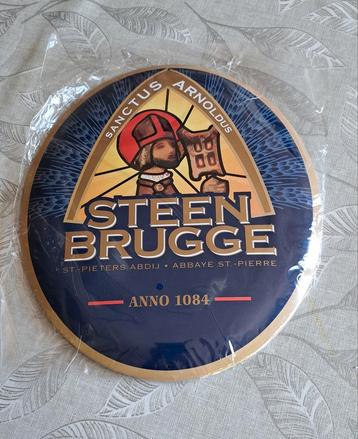 SANCTUS ARNOLDUS
STEEN
BRUGGE
ST.-PIETERS ABDIJ • ABBAYE ST.-PIERRE
ANNO 1084